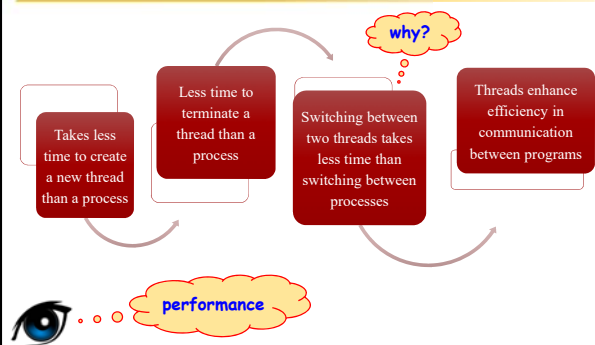 Takes less
time to create
a new thread
than a process
Less time to
terminate a
thread than a
process
why?
Switching between
two threads takes
less time than
switching between
processes
Threads enhance
efficiency in
communication
between programs
performance